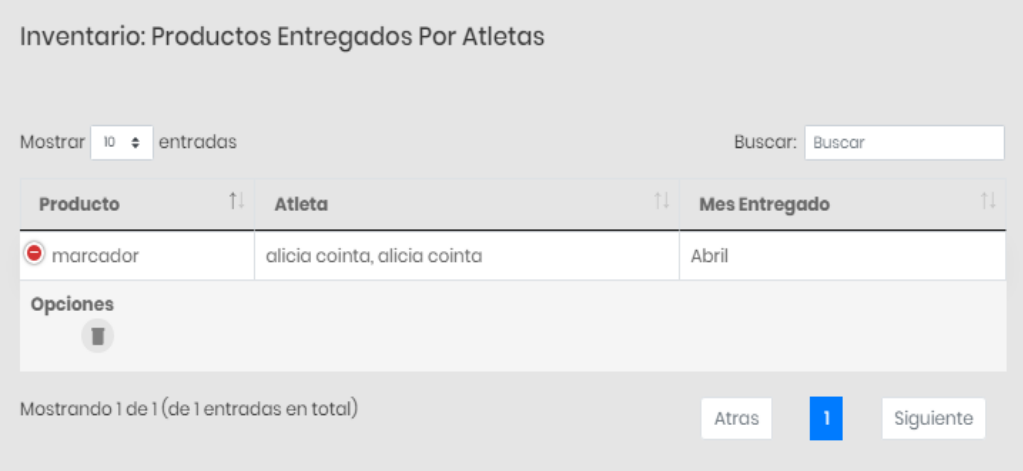 Inventario: Productos Entregados Por Atletas
Mostrar 10 entradas Buscar: Buscar
Producto Atleta Mes Entregado
marcador alicia cointa, alicia cointa Abril
Opciones
Mostrando 1 de 1 (de 1 entradas en total) Atras 1 Siguiente